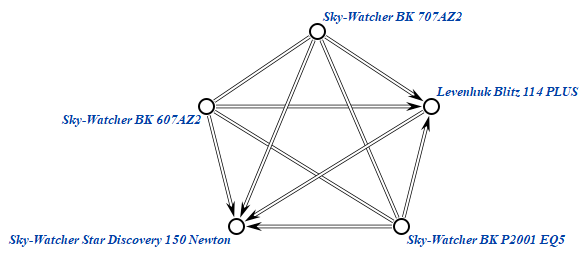 Sky-Watcher BK 707AZ2
Levenhuk Blitz 114 PLUS
Sky-Watcher BK 607AZ2
Sky-Watcher Star Discovery 150 Newton
Sky-Watcher BK P2001 EQ5